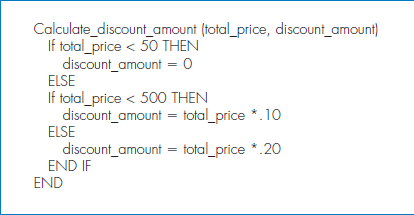 Calculate_discount_amount (total_price, discount_amount)
If total_price < 50 THEN
discount_amount = 0
ELSE
If total_price < 500 THEN
discount_amount = total_price *.10
ELSE
discount_amount = total_price *.20
END IF
END